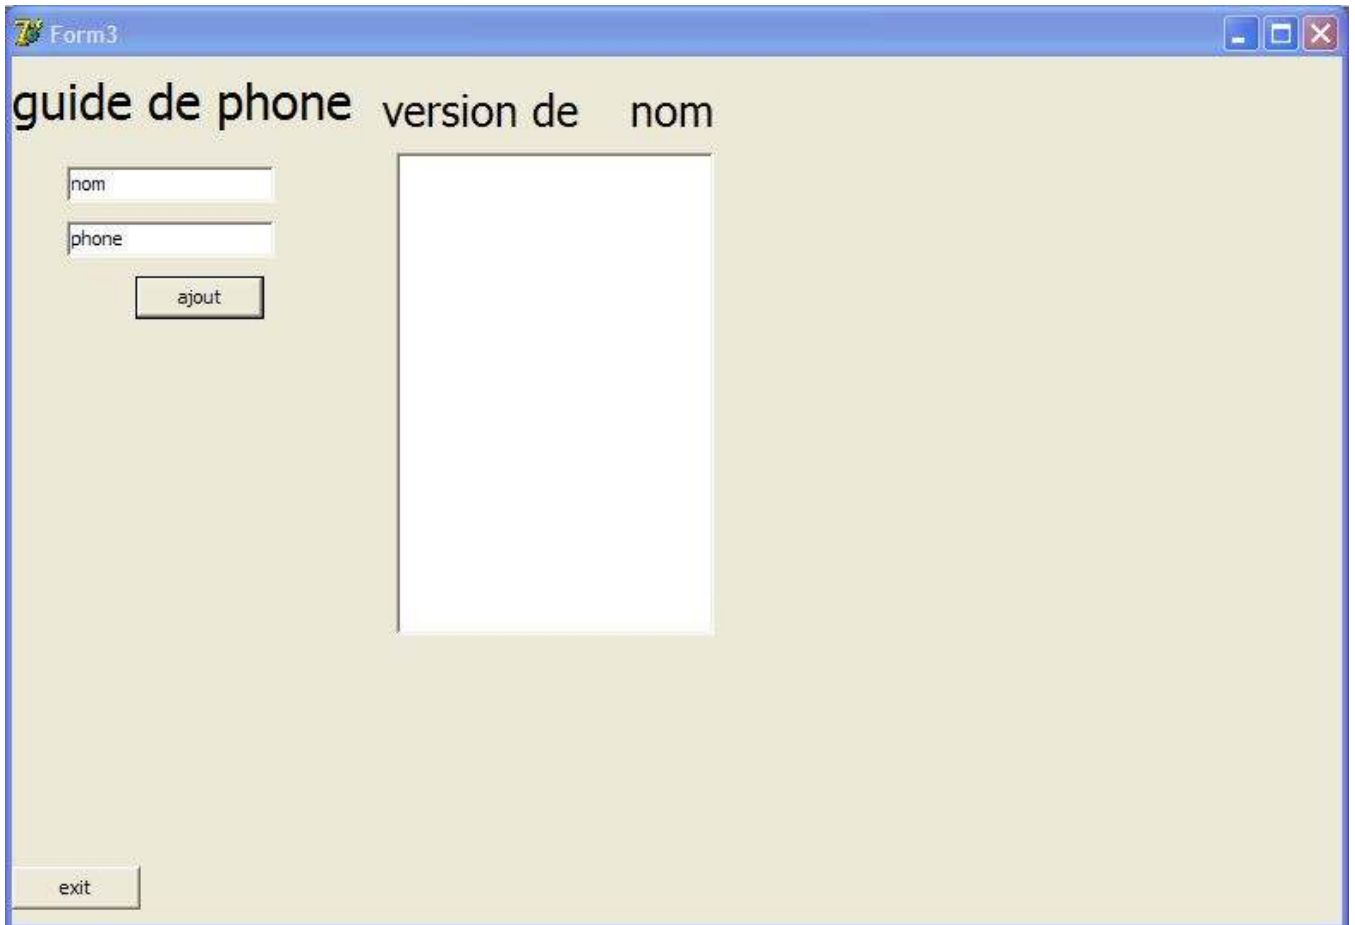 Form3
guide de phone
version de nom
nom
phone
ajout
exit